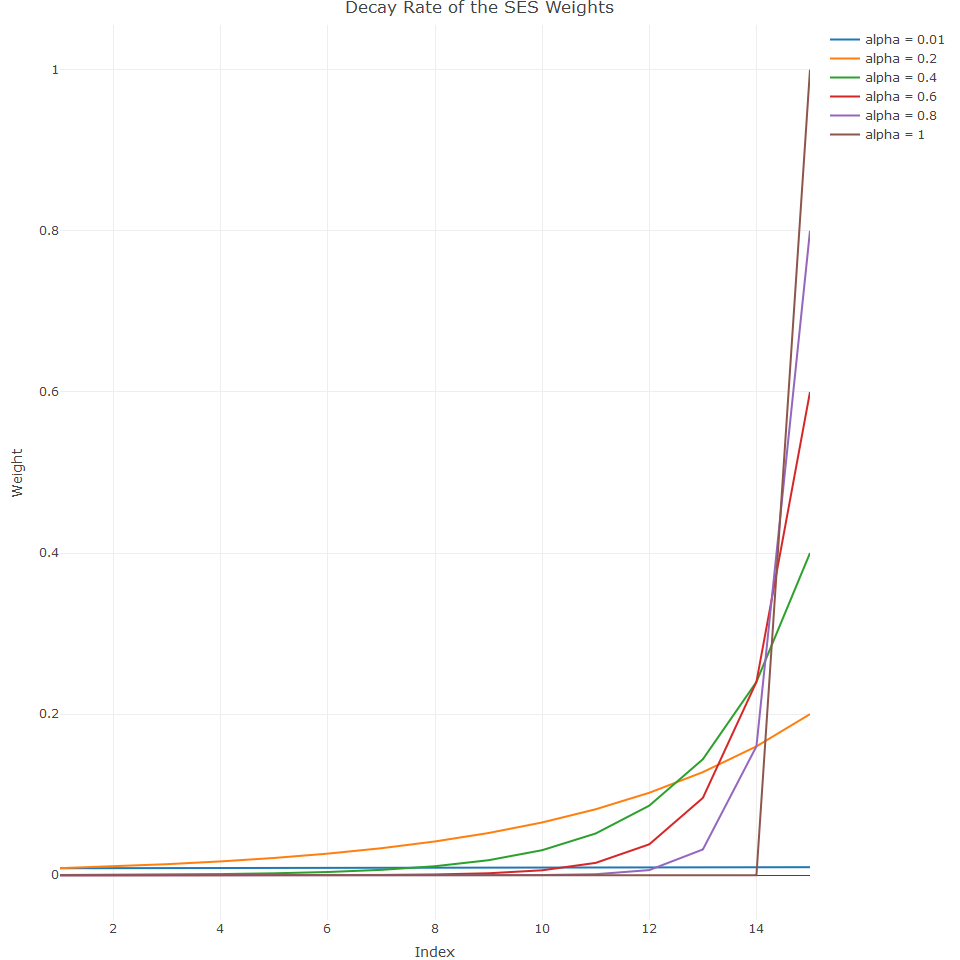 Decay Rate of the SES Weights
alpha = 0.01
alpha = 0.2
alpha = 0.4
alpha = 0.6
alpha = 0.8
alpha = 1
1
0.8
0.6
0.4
0.2
0
Weight
2 4 6 8 10 12 14
Index